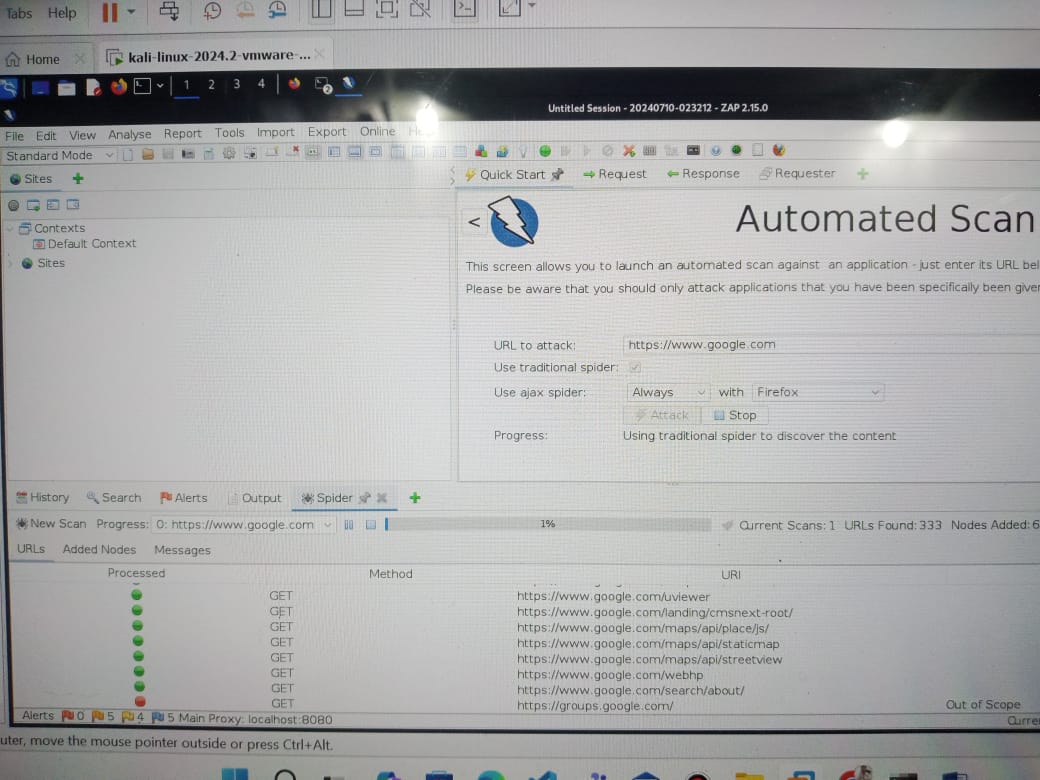 Tabs Help
Home
kali-linux-2024.2-vmware-...
1 2 3 4
Untitled Session - 20240710-023212 - ZAP 2.15.0
File Edit View Analyse Report Tools Import Export Online
Standard Mode
Sites
Quick Start Request Response Requester
Contexts
Default Context
Sites
<
Automated Scan
This screen allows you to launch an automated scan against an application - just enter its URL bel
Please be aware that you should only attack applications that you have been specifically been given
URL to attack: https://www.google.com
Use traditional spider:
Use ajax spider: Always with Firefox
Attack Stop
Progress: Using traditional spider to discover the content
History Search Alerts Output Spider
New Scan Progress: 0: https://www.google.com 1% Current Scans: 1 URLs Found: 333 Nodes Added: 6
URLs Added Nodes Messages
Processed Method URI
GET https://www.google.com/uviewer
GET https://www.google.com/landing/cmsnext-root/
GET https://www.google.com/maps/api/place/js/
GET https://www.google.com/maps/api/staticmap
GET https://www.google.com/maps/api/streetview
GET https://www.google.com/webhp
GET https://www.google.com/search/about/
GET https://groups.google.com/ Out of Scope
Alerts 0 5 4 5 Main Proxy: localhost:8080 Curre
uter, move the mouse pointer outside or press Ctrl+Alt.